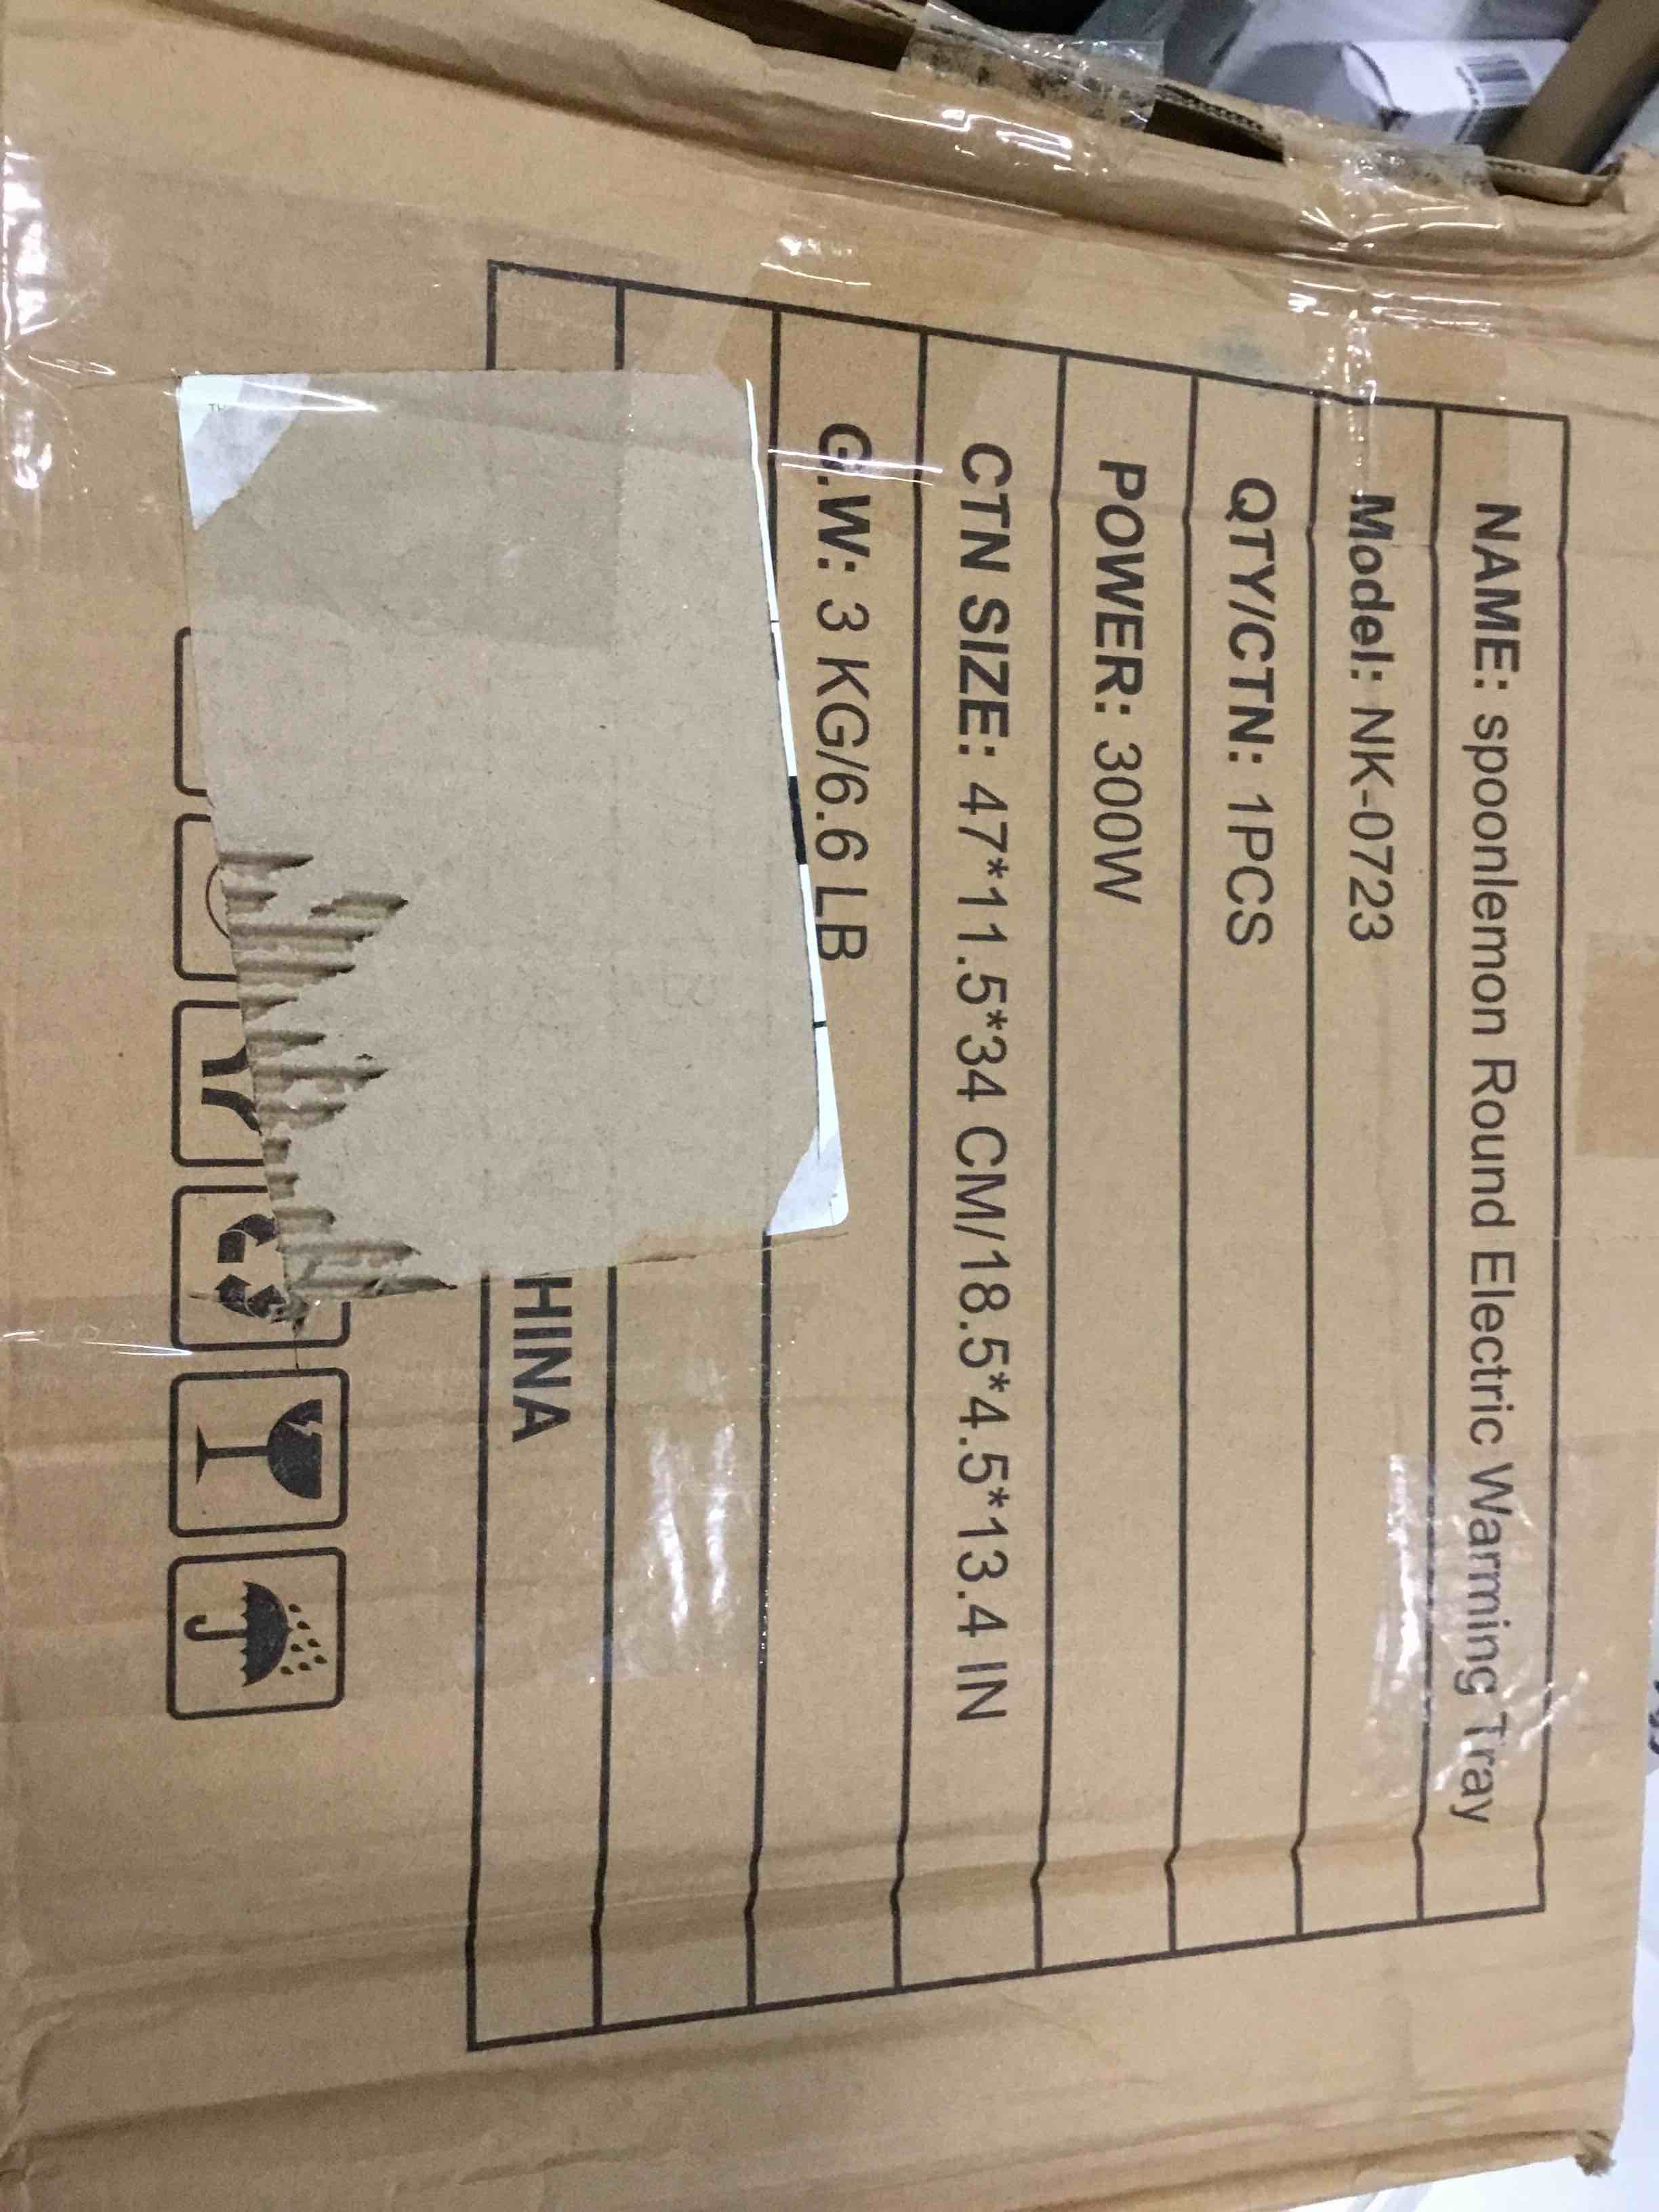 NAME: spoonlemon Round Electric Warming Tray
Model: NK-0723
QTY/CTN: 1PCS
POWER: 300W
CTN SIZE: 47*11.5*34 CM/18.5*4.5*13.4 IN
G.W: 3 KG/6.6 LB
HINA